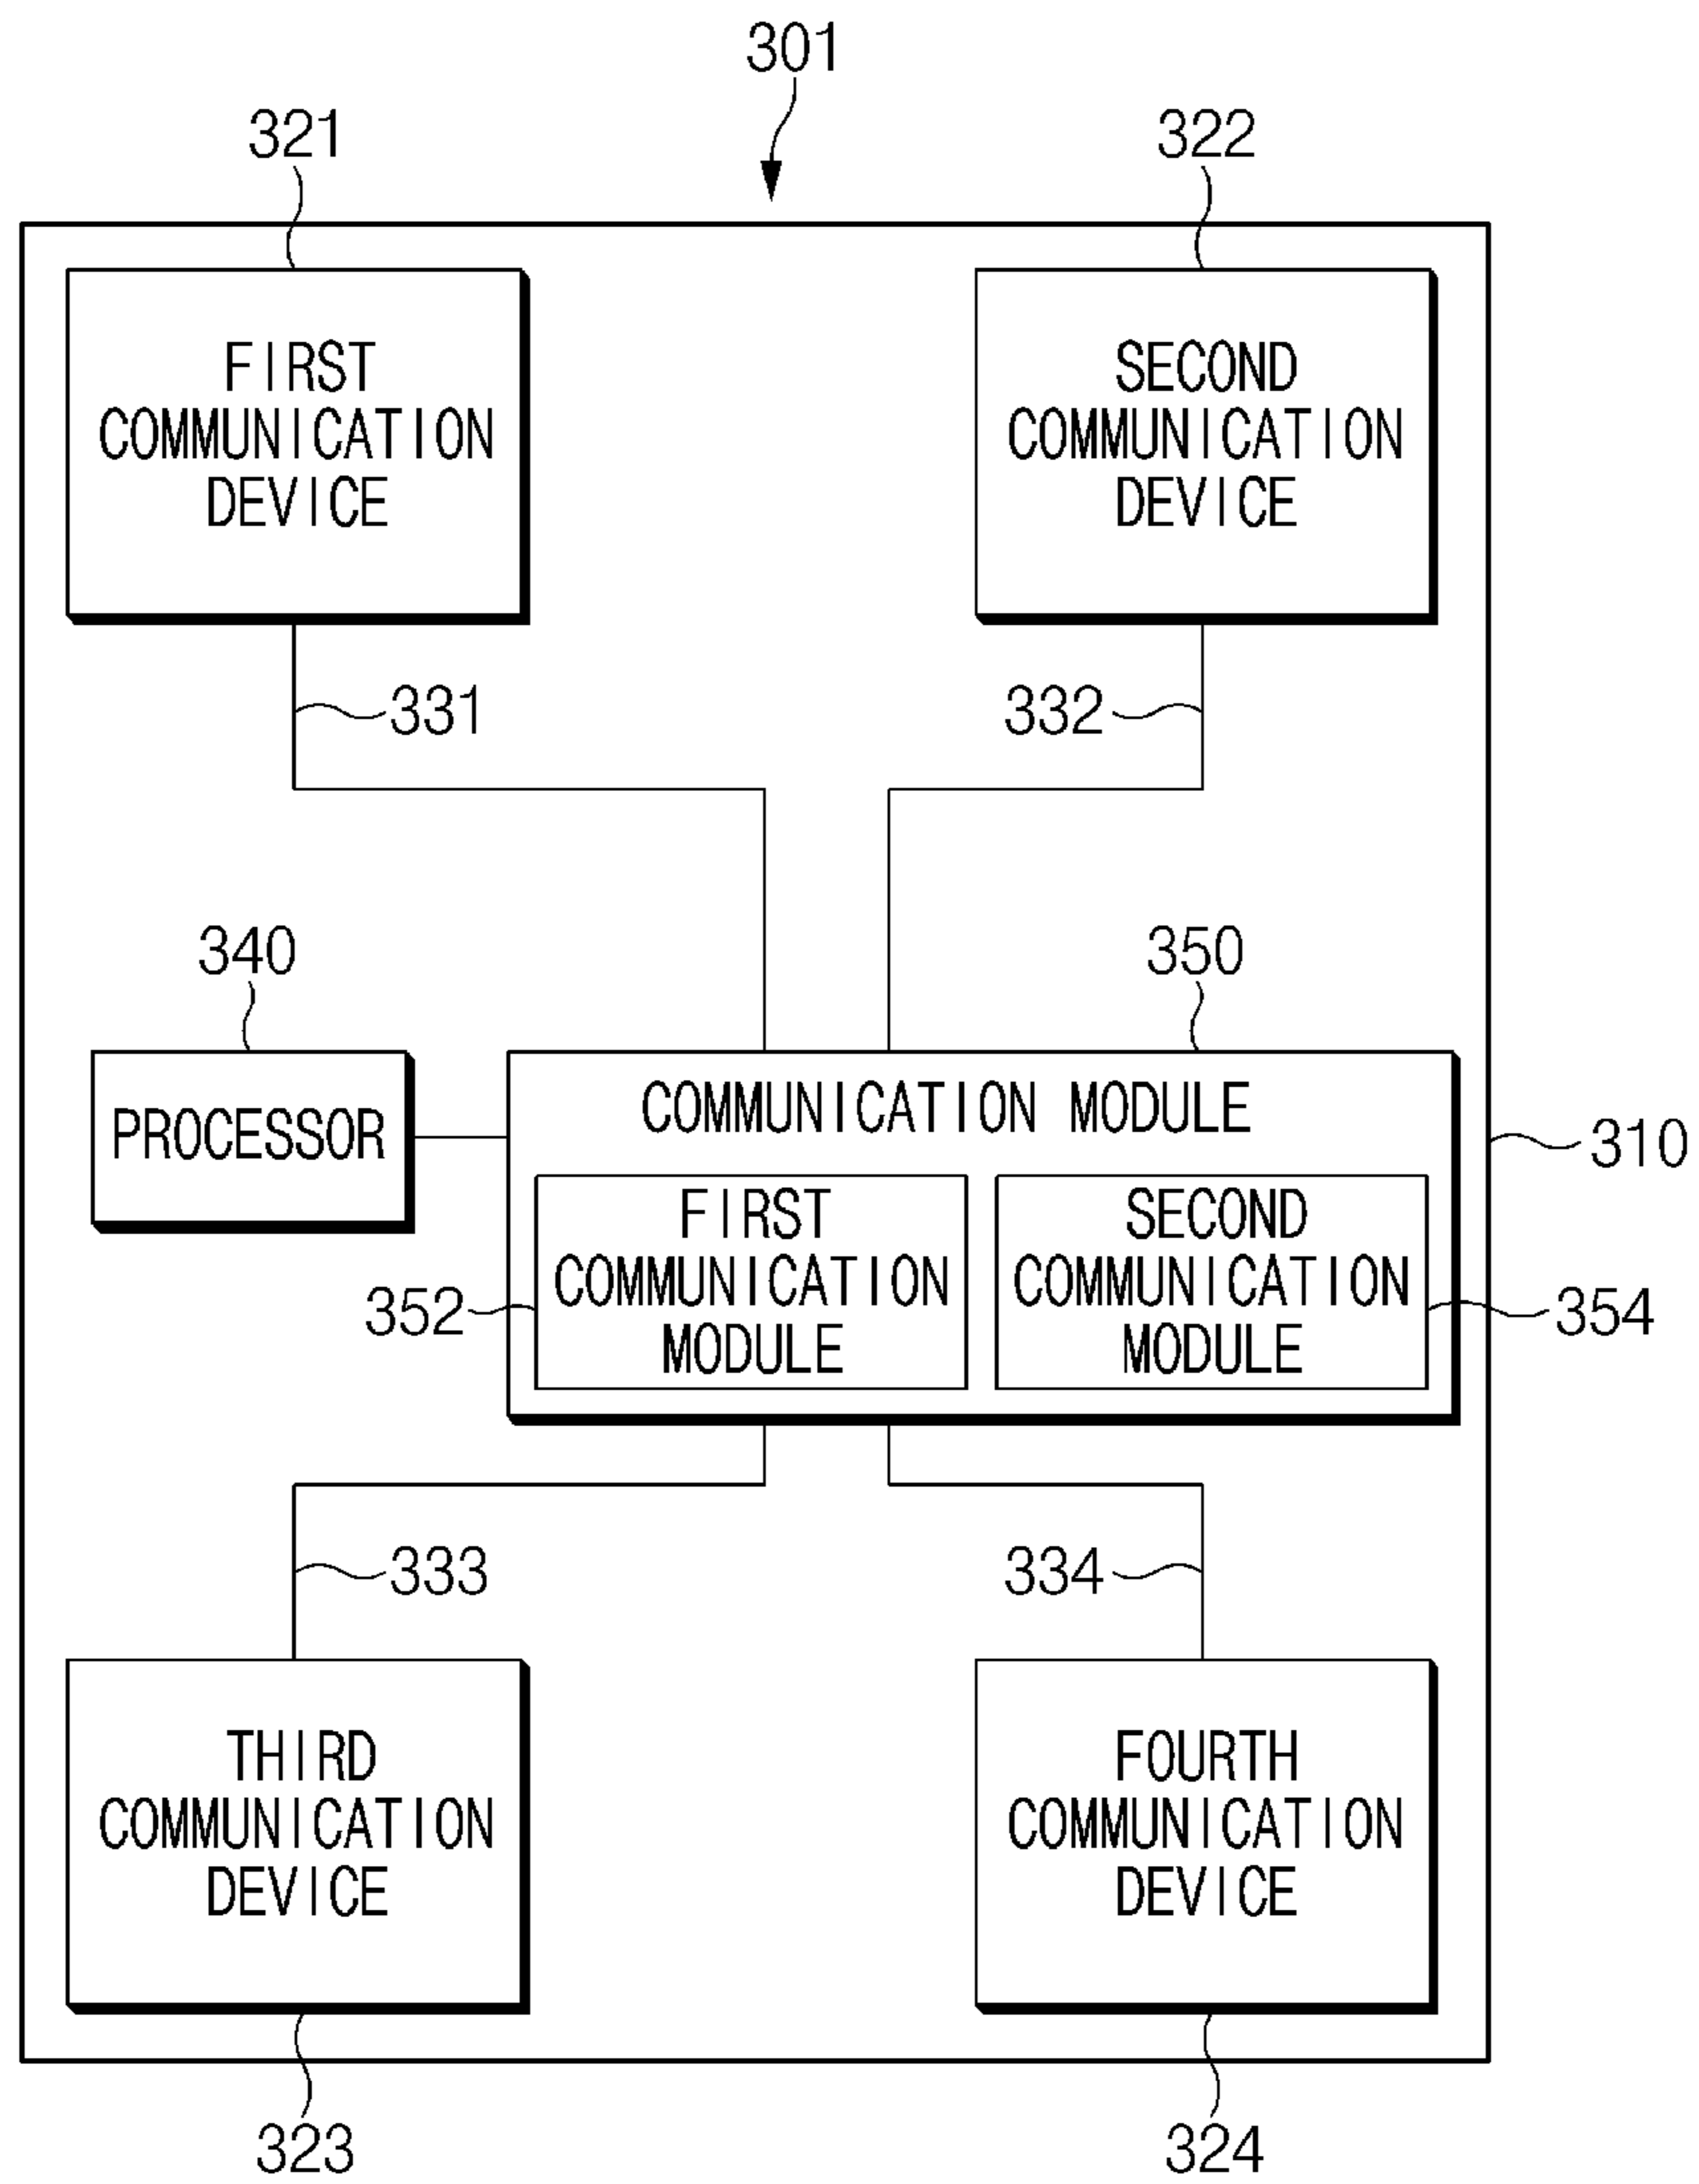 301
321
322
FIRST
COMMUNICATION
DEVICE
SECOND
COMMUNICATION
DEVICE
331
332
340
350
PROCESSOR
COMMUNICATION MODULE
310
FIRST
COMMUNICATION
MODULE
SECOND
COMMUNICATION
MODULE
352
354
333
334
THIRD
COMMUNICATION
DEVICE
FOURTH
COMMUNICATION
DEVICE
323
324